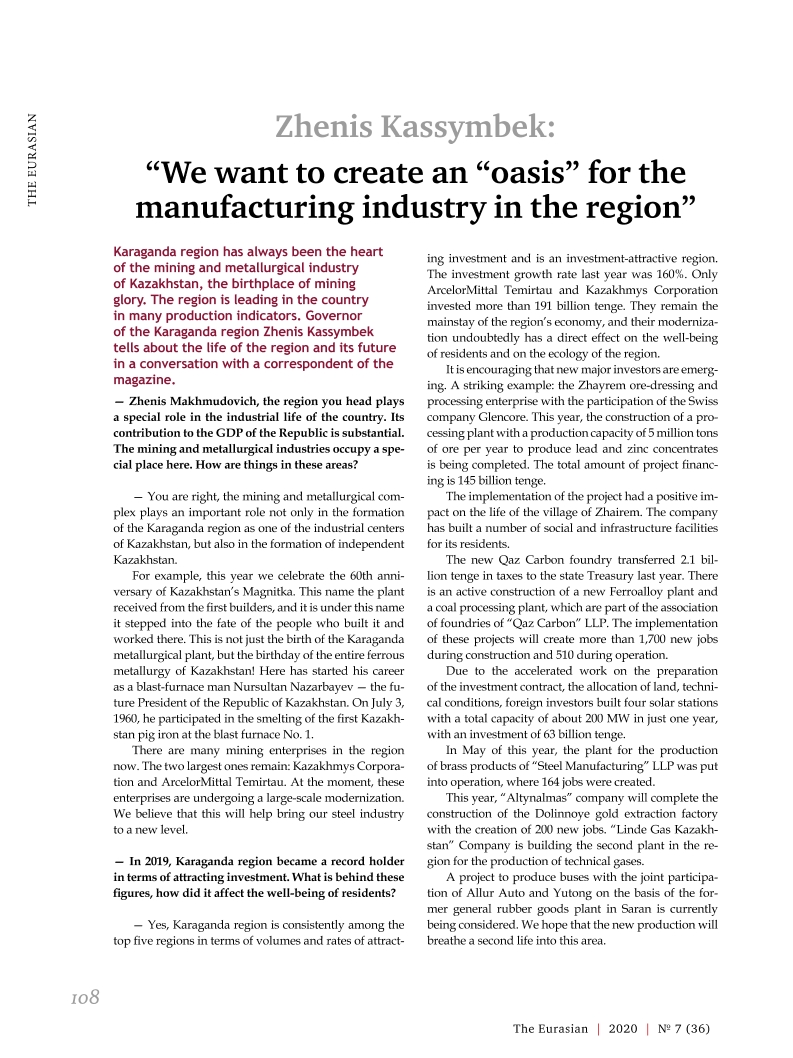 THE EURASIAN
Zhenis Kassymbek:
“We want to create an “oasis” for the
manufacturing industry in the region”
Karaganda region has always been the heart
of the mining and metallurgical industry
of Kazakhstan, the birthplace of mining
glory. The region is leading in the country
in many production indicators. Governor
of the Karaganda region Zhenis Kassymbek
tells about the life of the region and its future
in a conversation with a correspondent of the
magazine.
— Zhenis Makhmudovich, the region you head plays
a special role in the industrial life of the country. Its
contribution to the GDP of the Republic is substantial.
The mining and metallurgical industries occupy a spe-
cial place here. How are things in these areas?
— You are right, the mining and metallurgical com-
plex plays an important role not only in the formation
of the Karaganda region as one of the industrial centers
of Kazakhstan, but also in the formation of independent
Kazakhstan.
For example, this year we celebrate the 60th anni-
versary of Kazakhstan’s Magnitka. This name the plant
received from the first builders, and it is under this name
it stepped into the fate of the people who built it and
worked there. This is not just the birth of the Karaganda
metallurgical plant, but the birthday of the entire ferrous
metallurgy of Kazakhstan! Here has started his career
as a blast-furnace man Nursultan Nazarbayev — the fu-
ture President of the Republic of Kazakhstan. On July 3,
1960, he participated in the smelting of the first Kazakh-
stan pig iron at the blast furnace No. 1.
There are many mining enterprises in the region
now. The two largest ones remain: Kazakhmys Corpora-
tion and ArcelorMittal Temirtau. At the moment, these
enterprises are undergoing a large-scale modernization.
We believe that this will help bring our steel industry
to a new level.
— In 2019, Karaganda region became a record holder
in terms of attracting investment. What is behind these
figures, how did it affect the well-being of residents?
— Yes, Karaganda region is consistently among the
top five regions in terms of volumes and rates of attract-
ing investment and is an investment-attractive region.
The investment growth rate last year was 160%. Only
ArcelorMittal Temirtau and Kazakhmys Corporation
invested more than 191 billion tenge. They remain the
mainstay of the region’s economy, and their moderniza-
tion undoubtedly has a direct effect on the well-being
of residents and on the ecology of the region.
It is encouraging that new major investors are emerg-
ing. A striking example: the Zhayrem ore-dressing and
processing enterprise with the participation of the Swiss
company Glencore. This year, the construction of a pro-
cessing plant with a production capacity of 5 million tons
of ore per year to produce lead and zinc concentrates
is being completed. The total amount of project financ-
ing is 145 billion tenge.
The implementation of the project had a positive im-
pact on the life of the village of Zhairem. The company
has built a number of social and infrastructure facilities
for its residents.
The new Qaz Carbon foundry transferred 2.1 bil-
lion tenge in taxes to the state Treasury last year. There
is an active construction of a new Ferroalloy plant and
a coal processing plant, which are part of the association
of foundries of “Qaz Carbon” LLP. The implementation
of these projects will create more than 1,700 new jobs
during construction and 510 during operation.
Due to the accelerated work on the preparation
of the investment contract, the allocation of land, techni-
cal conditions, foreign investors built four solar stations
with a total capacity of about 200 MW in just one year,
with an investment of 63 billion tenge.
In May of this year, the plant for the production
of brass products of “Steel Manufacturing” LLP was put
into operation, where 164 jobs were created.
This year, “Altynalmas” company will complete the
construction of the Dolinnoye gold extraction factory
with the creation of 200 new jobs. “Linde Gas Kazakh-
stan” Company is building the second plant in the re-
gion for the production of technical gases.
A project to produce buses with the joint participa-
tion of Allur Auto and Yutong on the basis of the for-
mer general rubber goods plant in Saran is currently
being considered. We hope that the new production will
breathe a second life into this area.
108
The Eurasian | 2020 | № 7 (36)